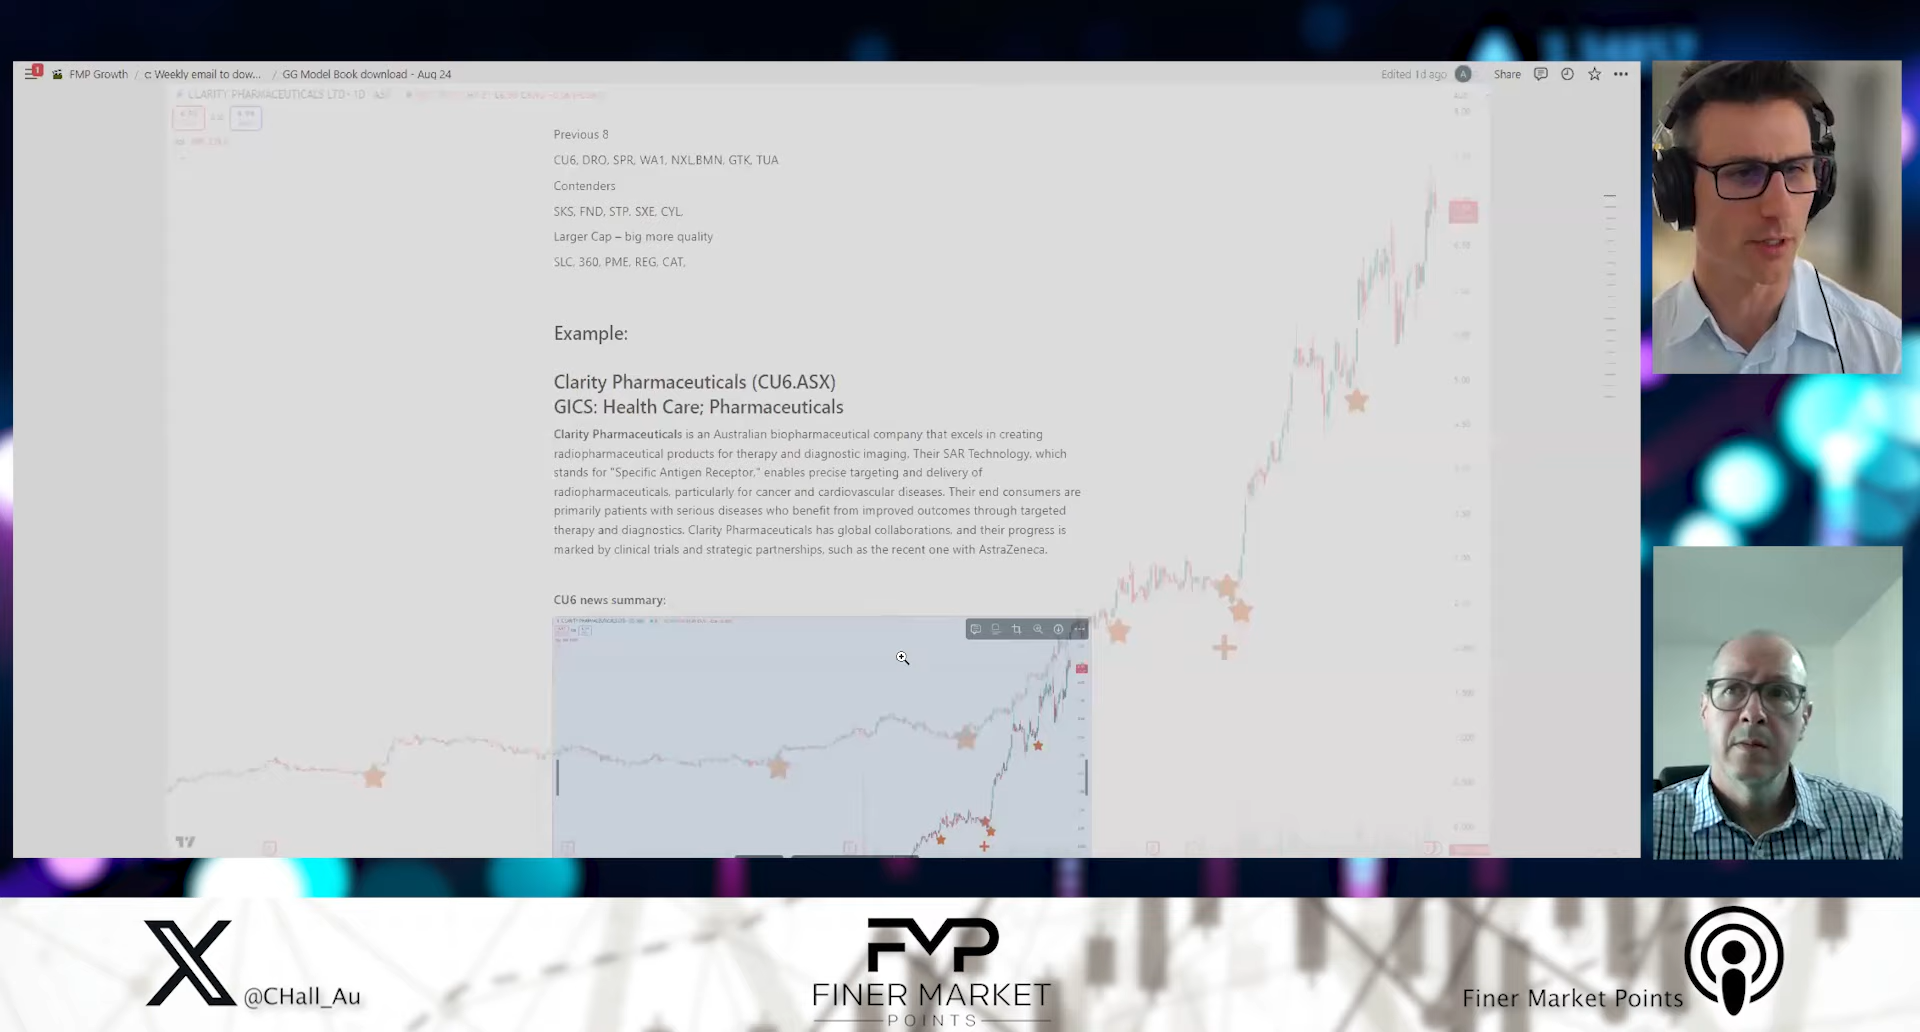 1
FMP Growth / c: Weekly email to dow... / GG Model Book download - Aug 24
Edited 1d ago A Share
CLARITY PHARMACEUTICALS LTD · 1D
Previous 8
CU6, DRO, SPR, WA1, NXL,BMN, GTK, TUA
Contenders
SKS, FND, STP, SXE, CYL,
Larger Cap – big more quality
SLC, 360, PME, REG, CAT,
Example:
Clarity Pharmaceuticals (CU6.ASX)
GICS: Health Care; Pharmaceuticals
Clarity Pharmaceuticals is an Australian biopharmaceutical company that excels in creating
radiopharmaceutical products for therapy and diagnostic imaging. Their SAR Technology, which
stands for "Specific Antigen Receptor," enables precise targeting and delivery of
radiopharmaceuticals, particularly for cancer and cardiovascular diseases. Their end consumers are
primarily patients with serious diseases who benefit from improved outcomes through targeted
therapy and diagnostics. Clarity Pharmaceuticals has global collaborations, and their progress is
marked by clinical trials and strategic partnerships, such as the recent one with AstraZeneca.
CU6 news summary:
@CHall_Au
FMP
FINER MARKET
POINTS
Finer Market Points